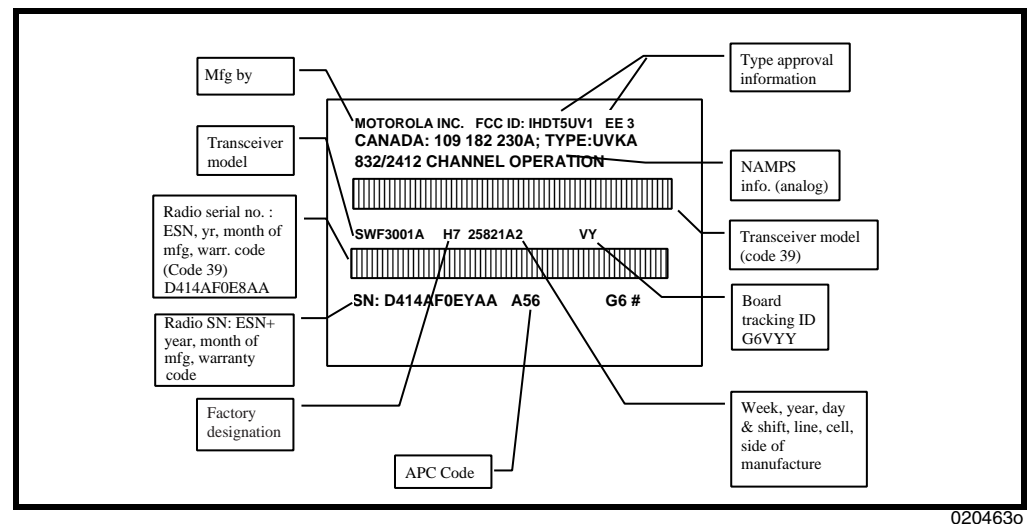 Mfg by
Type approval
information
MOTOROLA INC. FCC ID: IHDT5UV1 EE 3
CANADA: 109 182 230A; TYPE:UVKA
832/2412 CHANNEL OPERATION
Transceiver
model
NAMPS
info. (analog)
Radio serial no. :
ESN, yr, month of
mfg, warr. code
(Code 39)
D414AF0E8AA
SWF3001A H7 25821A2 VY
Transceiver model
(code 39)
SN: D414AF0EYAA A56 G6 #
Radio SN: ESN+
year, month of
mfg, warranty
code
Board
tracking ID
G6VYY
Factory
designation
Week, year, day
& shift, line, cell,
side of
manufacture
APC Code
020463o